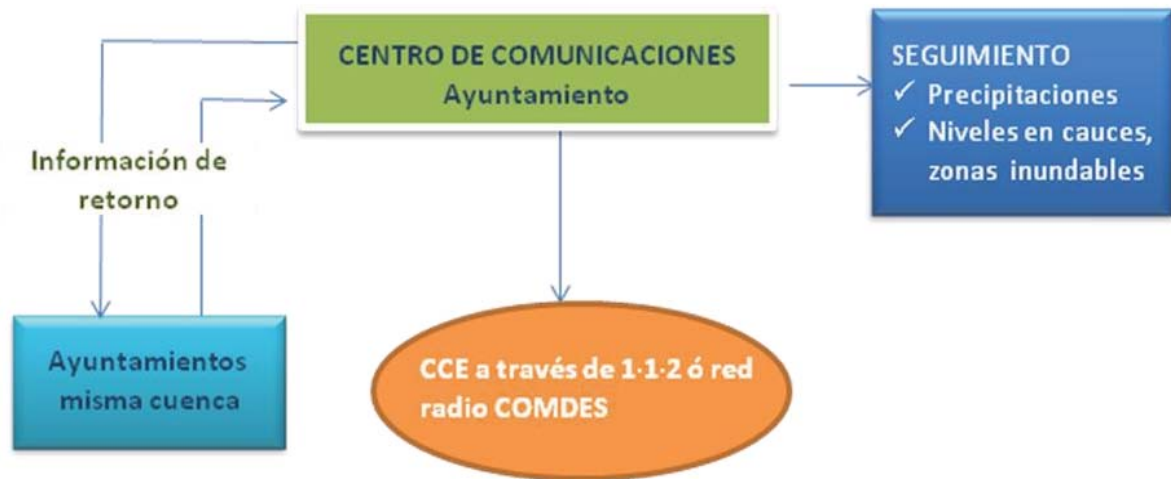 CENTRO DE COMUNICACIONES
Ayuntamiento
SEGUIMIENTO
✓ Precipitaciones
✓ Niveles en cauces,
zonas inundables
Información de
retorno
Ayuntamientos
misma cuenca
CCE a través de 1·1·2 ó red
radio COMDES